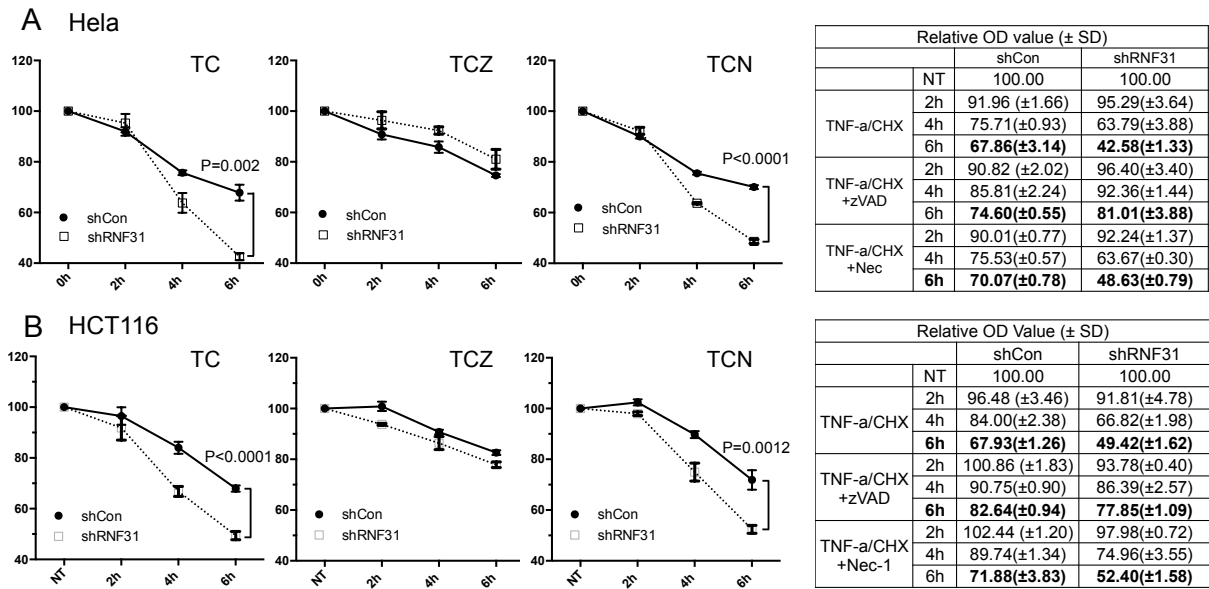 A Hela
TC
120
100
80
60
40
P=0.002
shCon
shRNF31
0h 2h 4h 6h
TCZ
120
100
80
60
40
shCon
shRNF31
0h 2h 4h 6h
TCN
120
100
80
60
40
P<0.0001
shCon
shRNF31
0h 2h 4h 6h
Relative OD value (± SD)
shCon shRNF31
NT 100.00 100.00
TNF-a/CHX
2h 91.96 (±1.66) 95.29(±3.64)
4h 75.71(±0.93) 63.79(±3.88)
6h 67.86(±3.14) 42.58(±1.33)
TNF-a/CHX
+zVAD
2h 90.82 (±2.02) 96.40(±3.40)
4h 85.81(±2.24) 92.36(±1.44)
6h 74.60(±0.55) 81.01(±3.88)
TNF-a/CHX
+Nec
2h 90.01(±0.77) 92.24(±1.37)
4h 75.53(±0.57) 63.67(±0.30)
6h 70.07(±0.78) 48.63(±0.79)
B HCT116
TC
120
100
80
60
40
P<0.0001
shCon
shRNF31
NT 2h 4h 6h
TCZ
120
100
80
60
40
shCon
shRNF31
NT 2h 4h 6h
TCN
120
100
80
60
40
P=0.0012
shCon
shRNF31
NT 2h 4h 6h
Relative OD Value (± SD)
shCon shRNF31
NT 100.00 100.00
TNF-a/CHX
2h 96.48 (±3.46) 91.81(±4.78)
4h 84.00(±2.38) 66.82(±1.98)
6h 67.93(±1.26) 49.42(±1.62)
TNF-a/CHX
+zVAD
2h 100.86 (±1.83) 93.78(±0.40)
4h 90.75(±0.90) 86.39(±2.57)
6h 82.64(±0.94) 77.85(±1.09)
TNF-a/CHX
+Nec-1
2h 102.44 (±1.20) 97.98(±0.72)
4h 89.74(±1.34) 74.96(±3.55)
6h 71.88(±3.83) 52.40(±1.58)